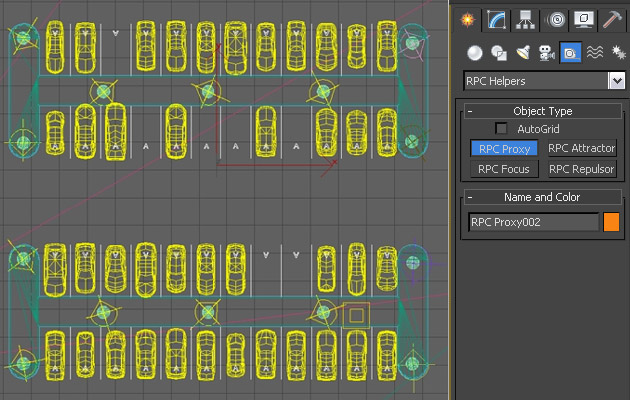 RPC Helpers
- Object Type
AutoGrid
RPC Proxy RPC Attractor
RPC Focus RPC Repulsor
- Name and Color
RPC Proxy002